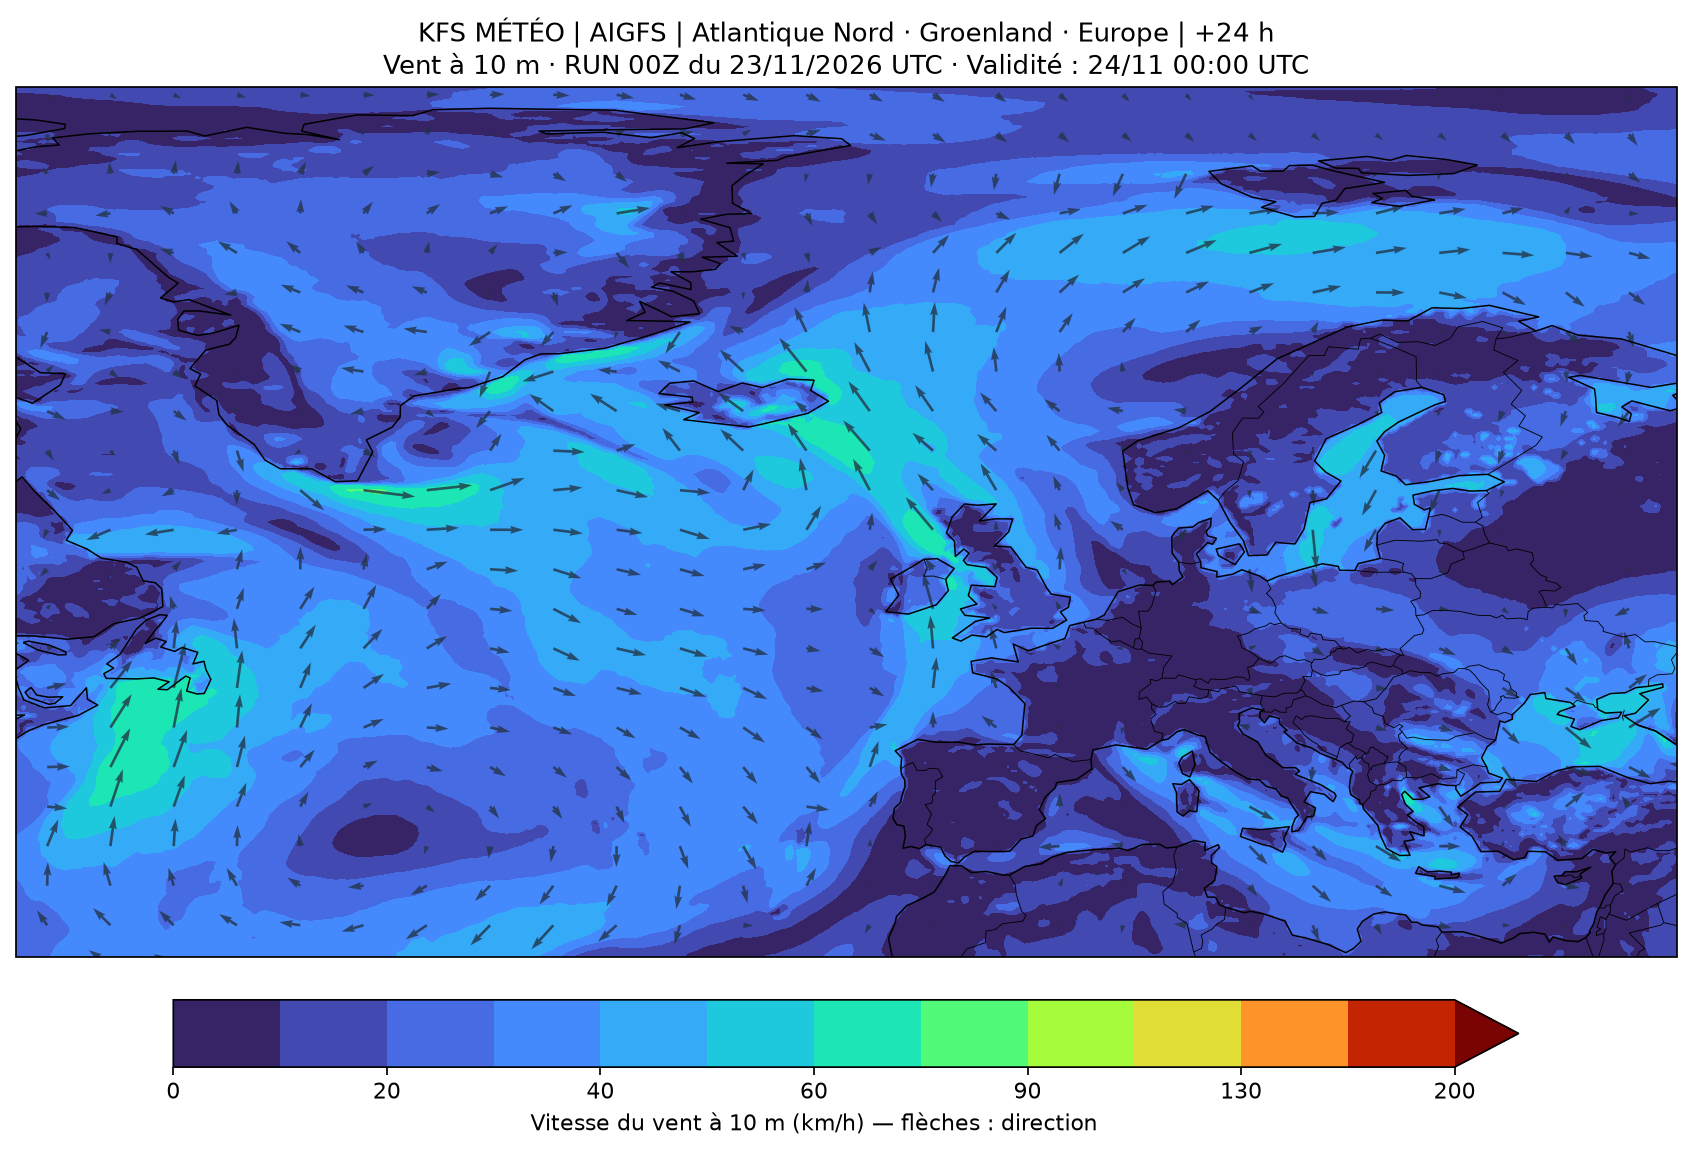 KFS MÉTÉO | AIGFS | Atlantique Nord · Groenland · Europe | +24 h
Vent à 10 m · RUN 00Z du 23/11/2026 UTC · Validité : 24/11 00:00 UTC
0 20 40 60 90 130 200
Vitesse du vent à 10 m (km/h) — flèches : direction